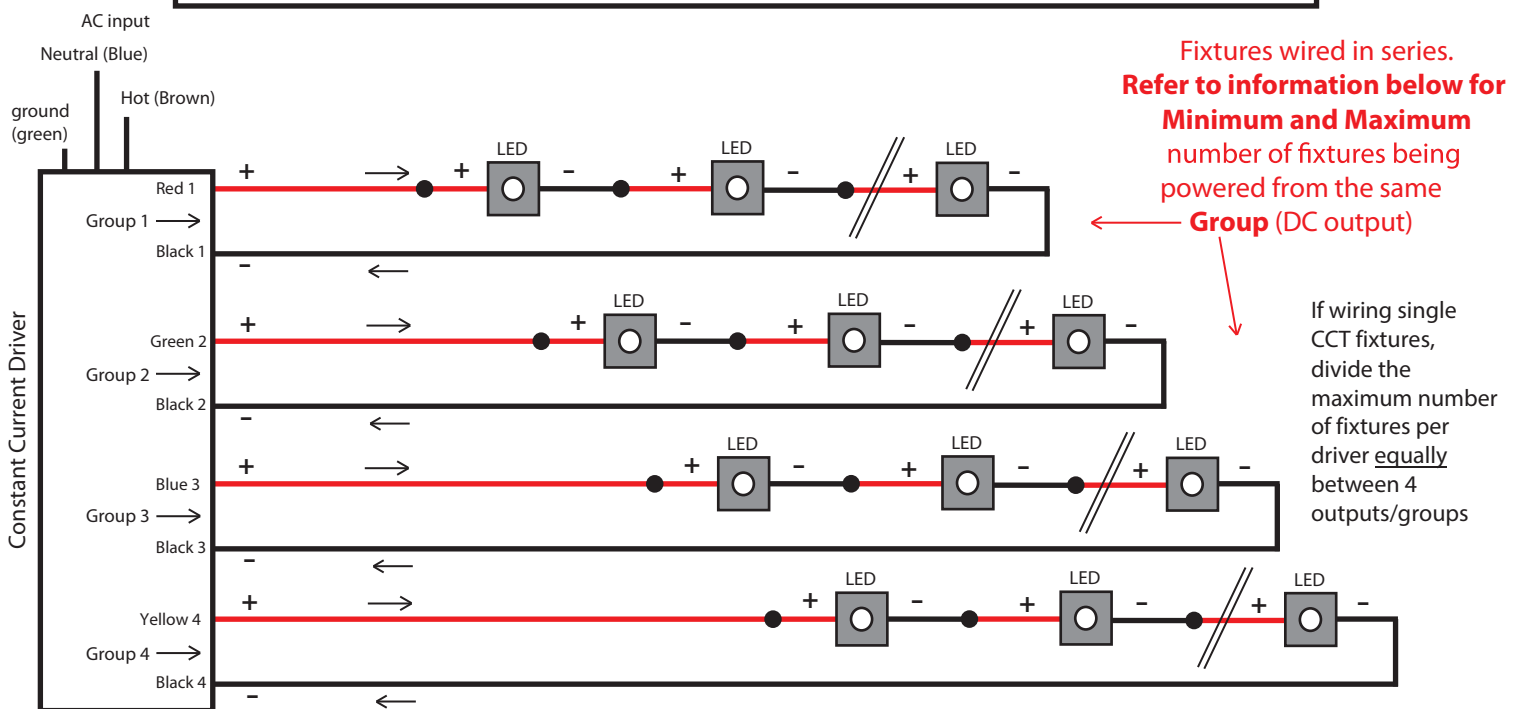 AC input
Neutral (Blue)
Hot (Brown)
ground
(green)
Fixtures wired in series.
Refer to information below for
Minimum and Maximum
number of fixtures being
powered from the same
Group (DC output)
Constant Current Driver
Red 1
+
+
LED
–
+
LED
–
+
LED
–
Group 1
Black 1
–
Green 2
+
+
LED
–
+
LED
–
+
LED
–
Group 2
Black 2
–
If wiring single
CCT fixtures,
divide the
maximum number
of fixtures per
driver equally
between 4
outputs/groups
Blue 3
+
+
LED
–
+
LED
–
+
LED
–
Group 3
Black 3
–
Yellow 4
+
+
LED
–
+
LED
–
+
LED
–
Group 4
Black 4
–